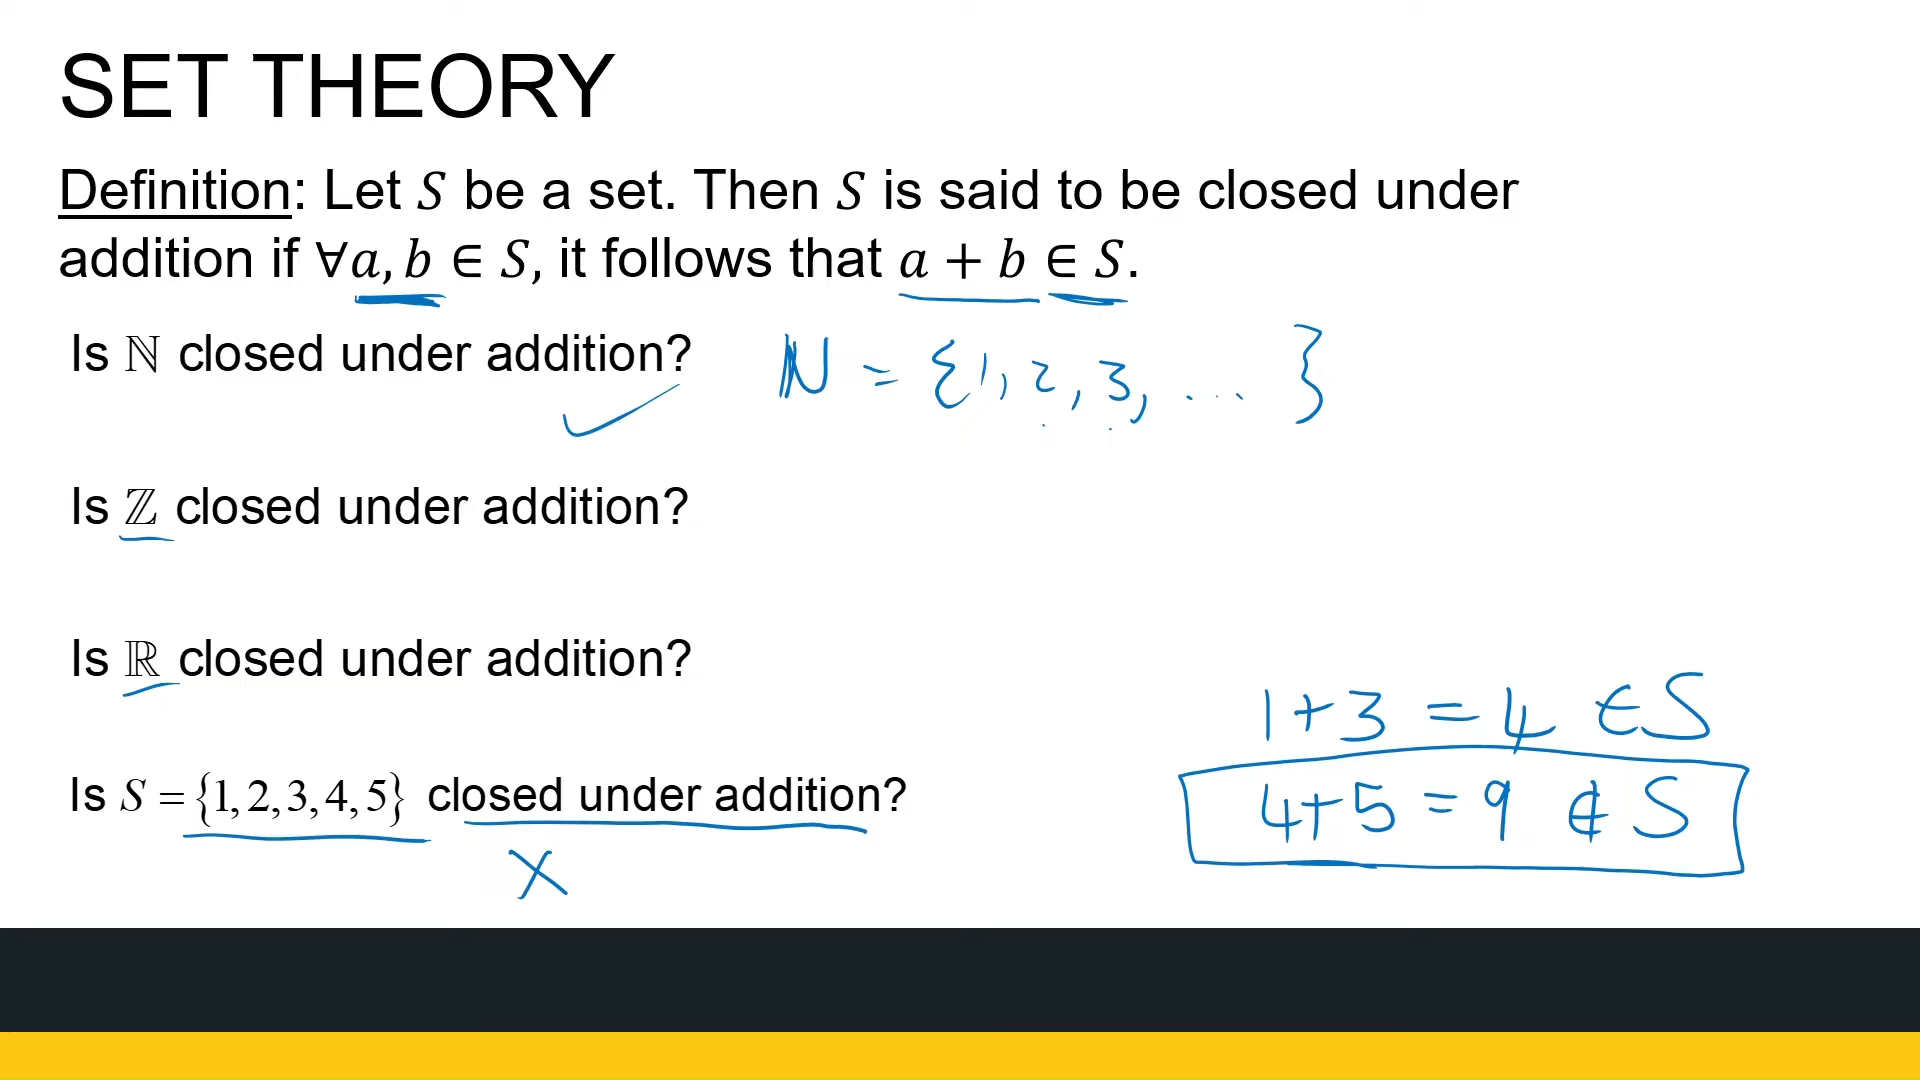 SET THEORY
Definition: Let S be a set. Then S is said to be closed under
addition if ∀a, b ∈ S, it follows that a + b ∈ S.
Is ℕ closed under addition? ℕ = {1, 2, 3, ... }
✓
Is ℤ closed under addition?
Is ℝ closed under addition?
1+3 = 4 ∈ S
Is S = {1, 2, 3, 4, 5} closed under addition? 4+5 = 9 ∉ S
X